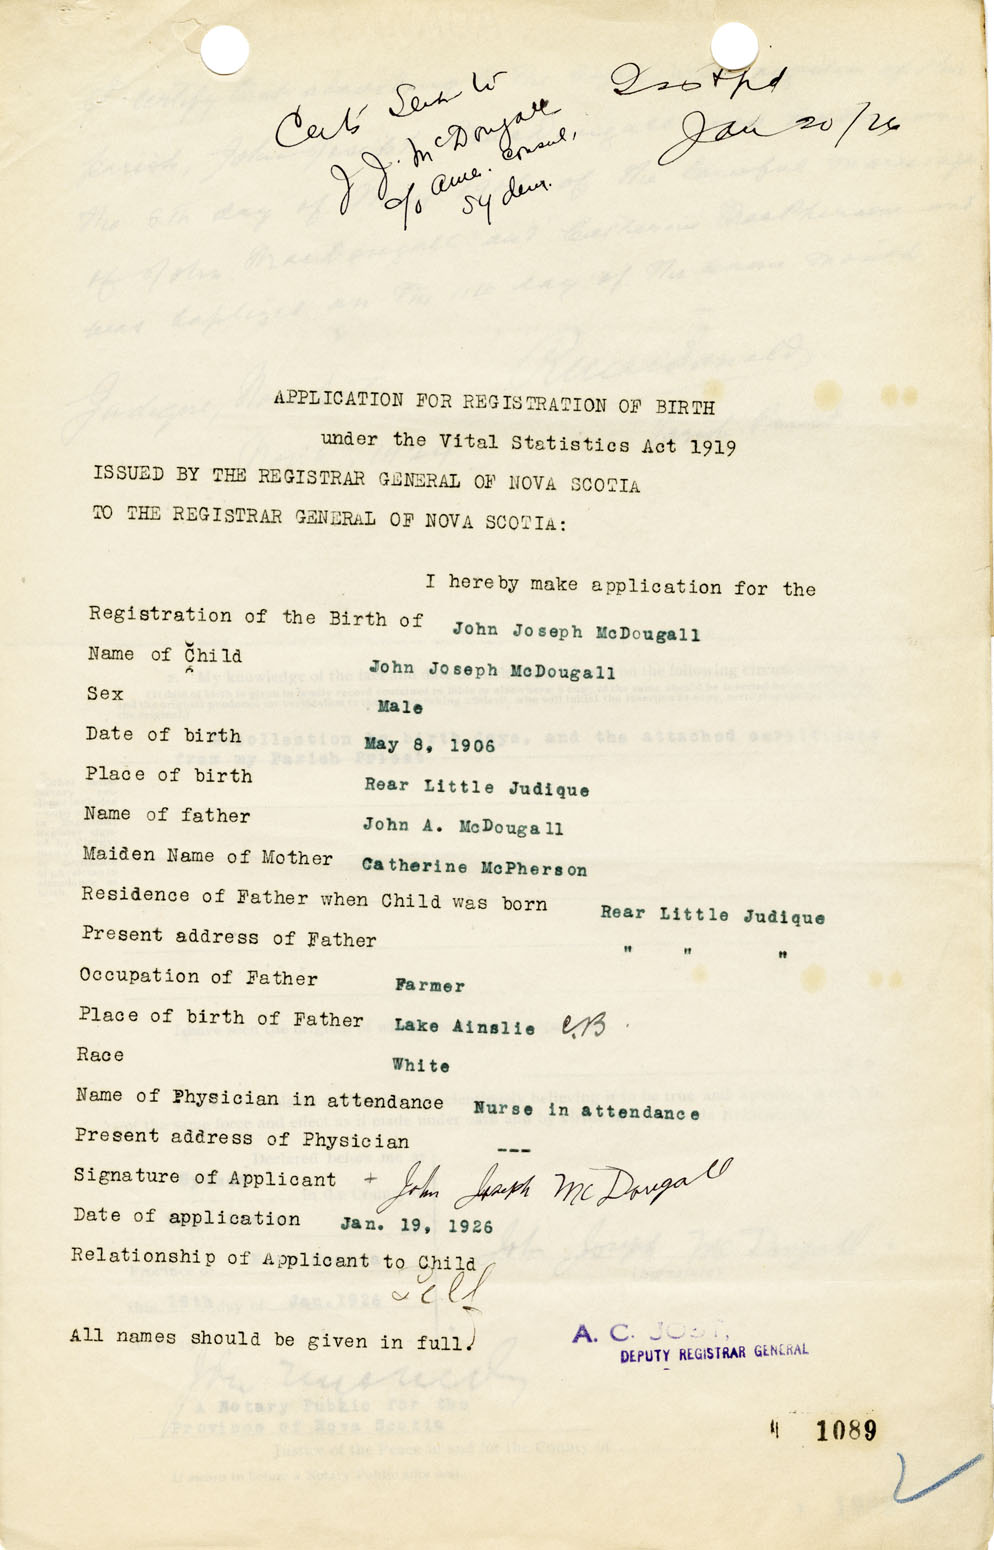 Certs Sent to
J J. McDougall
c/o Ame. Consul,
Sydney.
Jan 20/26
APPLICATION FOR REGISTRATION OF BIRTH
under the Vital Statistics Act 1919
ISSUED BY THE REGISTRAR GENERAL OF NOVA SCOTIA
TO THE REGISTRAR GENERAL OF NOVA SCOTIA:
I hereby make application for the
Registration of the Birth of John Joseph McDougall
Name of Child John Joseph McDougall
Sex Male
Date of birth May 8, 1906
Place of birth Rear Little Judique
Name of father John A. McDougall
Maiden Name of Mother Catherine McPherson
Residence of Father when Child was born Rear Little Judique
Present address of Father " " "
Occupation of Father Farmer
Place of birth of Father Lake Ainslie C.B.
Race White
Name of Physician in attendance Nurse in attendance
Present address of Physician ---
Signature of Applicant + John Joseph McDougall
Date of application Jan. 19, 1926
Relationship of Applicant to Child
Self
All names should be given in full.
A. C. JOST,
DEPUTY REGISTRAR GENERAL
1089